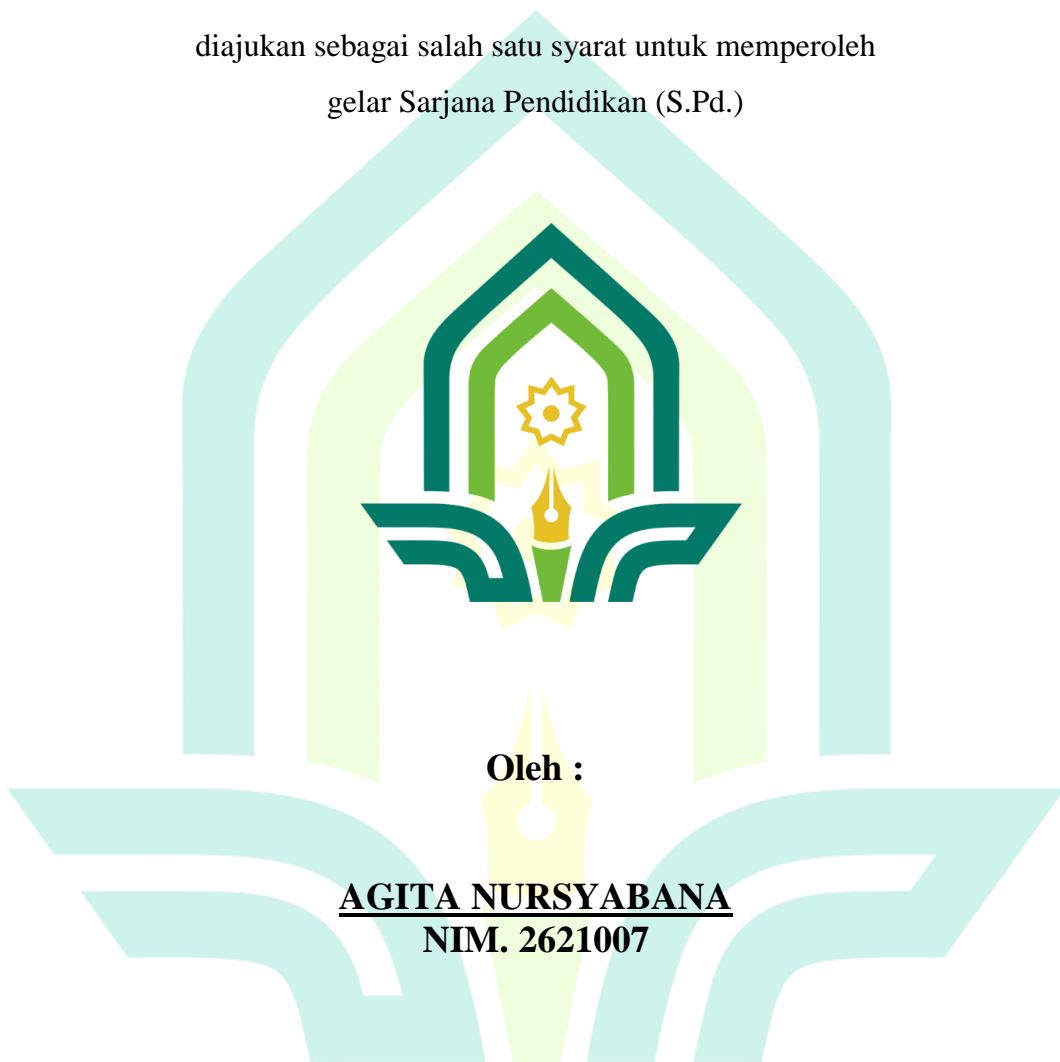 diajukan sebagai salah satu syarat untuk memperoleh
gelar Sarjana Pendidikan (S.Pd.)
Oleh :
AGITA NURSYABANA
NIM. 2621007